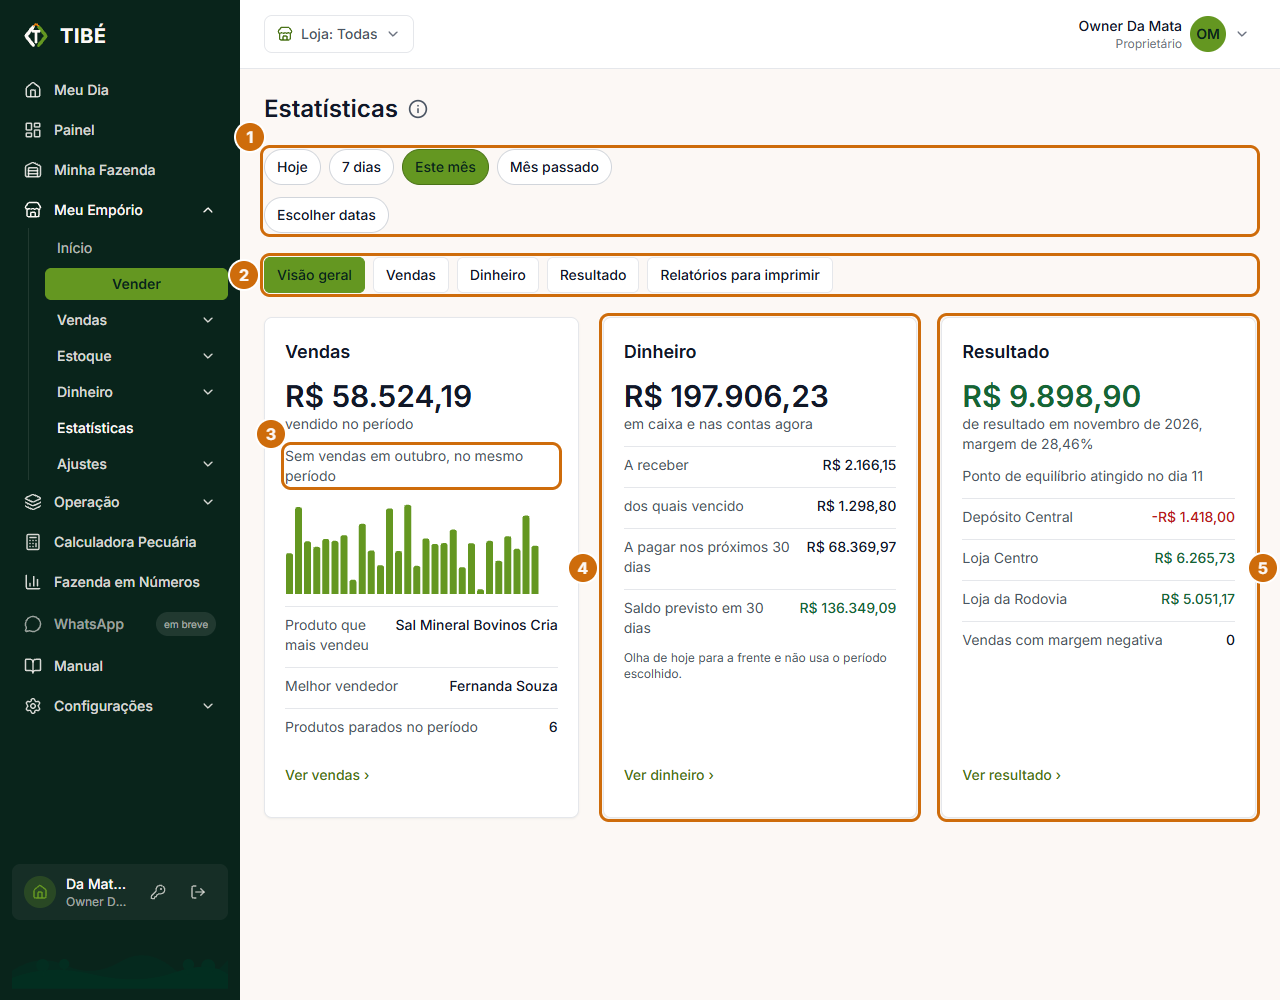 TIBÉ
Loja: Todas
Owner Da Mata
Proprietário
OM
Meu Dia
Painel
Minha Fazenda
Meu Empório
Início
Vender
Vendas
Estoque
Dinheiro
Estatísticas
Ajustes
Operação
Calculadora Pecuária
Fazenda em Números
WhatsApp
em breve
Manual
Configurações
Da Mat...
Owner D...
Estatísticas
1
Hoje
7 dias
Este mês
Mês passado
Escolher datas
2
Visão geral
Vendas
Dinheiro
Resultado
Relatórios para imprimir
Vendas
R$ 58.524,19
vendido no período
3
Sem vendas em outubro, no mesmo
período
Produto que
mais vendeu
Sal Mineral Bovinos Cria
Melhor vendedor
Fernanda Souza
Produtos parados no período
6
Ver vendas ›
4
Dinheiro
R$ 197.906,23
em caixa e nas contas agora
A receber
R$ 2.166,15
dos quais vencido
R$ 1.298,80
A pagar nos próximos 30
dias
R$ 68.369,97
Saldo previsto em 30
dias
R$ 136.349,09
Olha de hoje para a frente e não usa o período
escolhido.
Ver dinheiro ›
5
Resultado
R$ 9.898,90
de resultado em novembro de 2026,
margem de 28,46%
Ponto de equilíbrio atingido no dia 11
Depósito Central
-R$ 1.418,00
Loja Centro
R$ 6.265,73
Loja da Rodovia
R$ 5.051,17
Vendas com margem negativa
0
Ver resultado ›